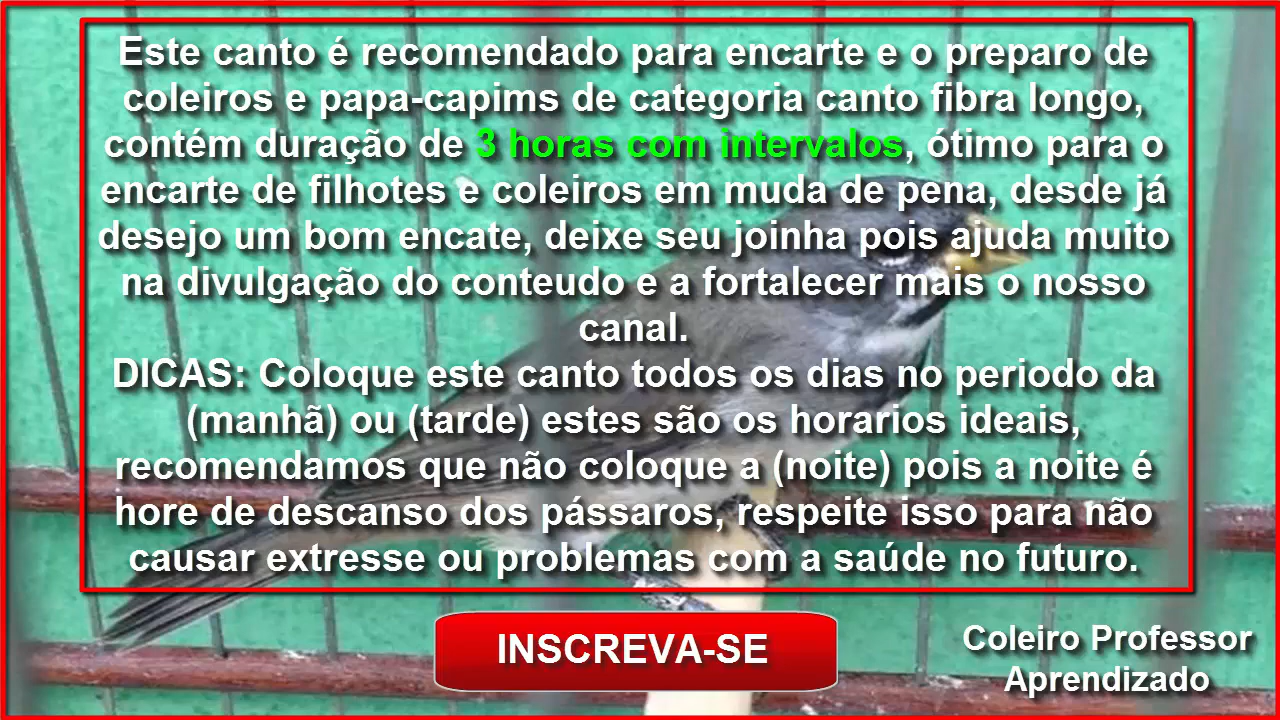 Este canto é recomendado para encarte e o preparo de
coleiros e papa-capims de categoria canto fibra longo,
contém duração de 3 horas com intervalos, ótimo para o
encarte de filhotes e coleiros em muda de pena, desde já
desejo um bom encate, deixe seu joinha pois ajuda muito
na divulgação do conteudo e a fortalecer mais o nosso
canal.
DICAS: Coloque este canto todos os dias no periodo da
(manhã) ou (tarde) estes são os horarios ideais,
recomendamos que não coloque a (noite) pois a noite é
hore de descanso dos pássaros, respeite isso para não
causar extresse ou problemas com a saúde no futuro.
INSCREVA-SE
Coleiro Professor
Aprendizado